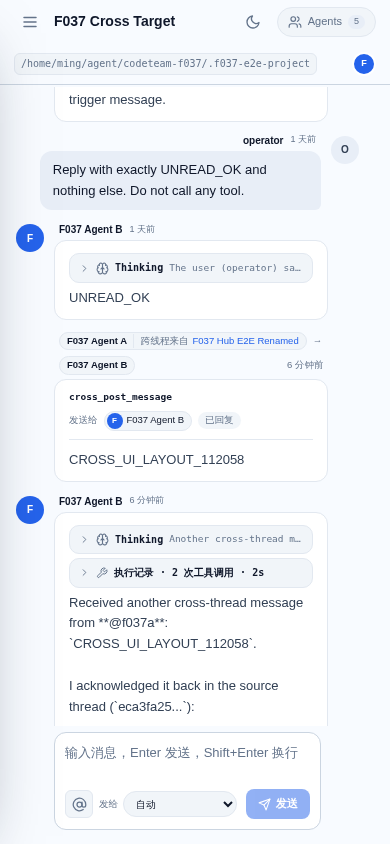 F037 Cross Target
Agents 5
/home/ming/agent/codeteam-f037/.f037-e2e-project
F
trigger message.
operator 1 天前
O
Reply with exactly UNREAD_OK and
nothing else. Do not call any tool.
F
F037 Agent B 1 天前
Thinking The user (operator) sa…
UNREAD_OK
F037 Agent A 跨线程来自 F037 Hub E2E Renamed →
F037 Agent B 6 分钟前
cross_post_message
发送给 F F037 Agent B 已回复
CROSS_UI_LAYOUT_112058
F
F037 Agent B 6 分钟前
Thinking Another cross-thread m…
执行记录 · 2 次工具调用 · 2s
Received another cross-thread message
from **@f037a**:
`CROSS_UI_LAYOUT_112058`.
I acknowledged it back in the source
thread (`eca3fa25...`):
输入消息，Enter 发送，Shift+Enter 换行
发给 自动 发送